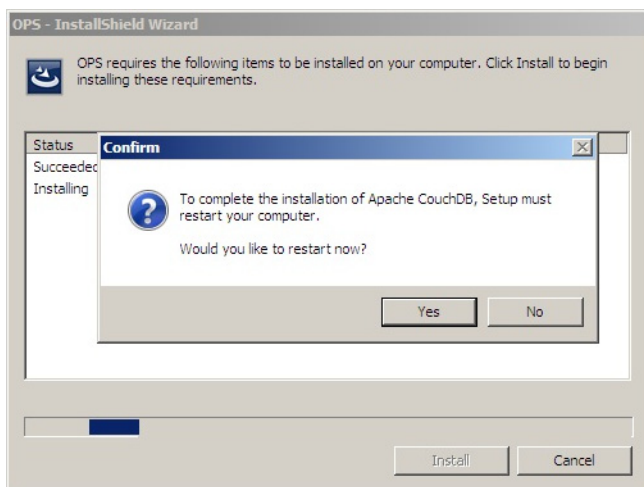 OPS - InstallShield Wizard
OPS requires the following items to be installed on your computer. Click Install to begin
installing these requirements.
Status
Succeeded
Installing
Confirm
To complete the installation of Apache CouchDB, Setup must
restart your computer.
Would you like to restart now?
Yes
No
Install
Cancel